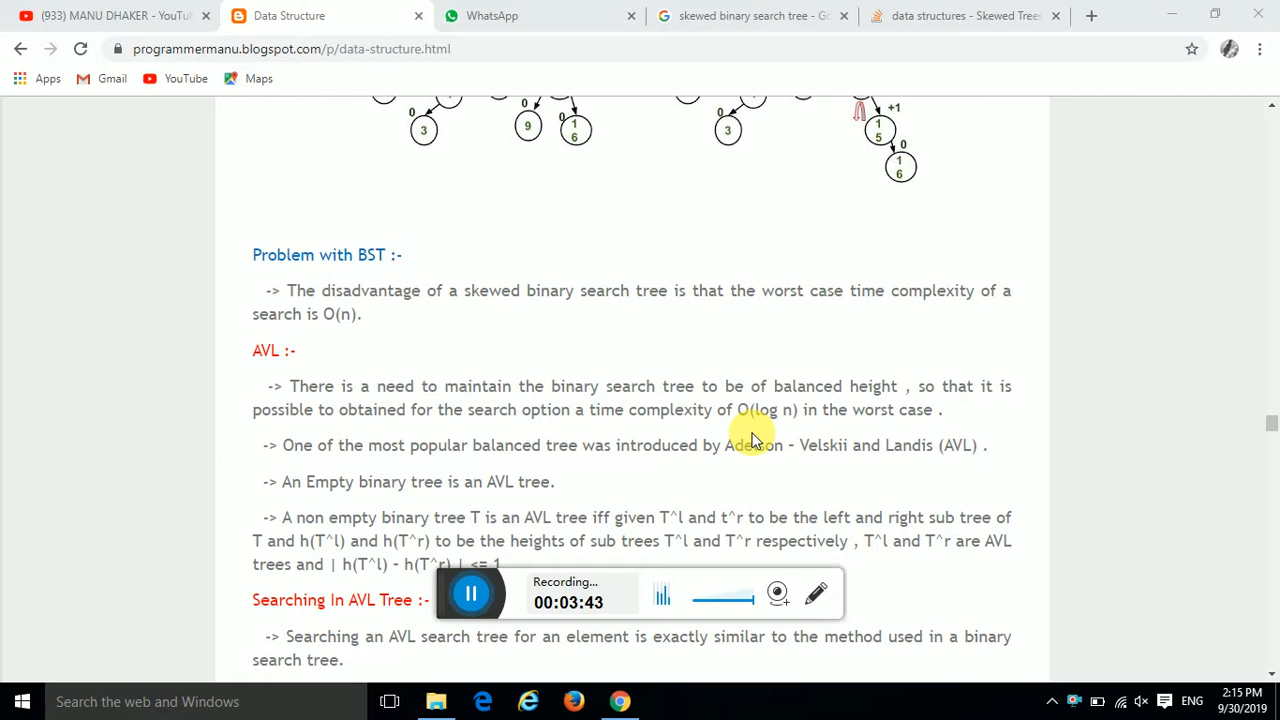 (933) MANU DHAKER - YouT
Data Structure
WhatsApp
skewed binary search tree - Go
data structures - Skewed Trees
programmermanu.blogspot.com/p/data-structure.html
Apps
Gmail
YouTube
Maps
0
0
0
+1
0
3
9
1
6
3
1
5
1
6
Problem with BST :-
-> The disadvantage of a skewed binary search tree is that the worst case time complexity of a
search is O(n).
AVL :-
-> There is a need to maintain the binary search tree to be of balanced height , so that it is
possible to obtained for the search option a time complexity of O(log n) in the worst case .
-> One of the most popular balanced tree was introduced by Adelson - Velskii and Landis (AVL) .
-> An Empty binary tree is an AVL tree.
-> A non empty binary tree T is an AVL tree iff given T^l and t^r to be the left and right sub tree of
T and h(T^l) and h(T^r) to be the heights of sub trees T^l and T^r respectively , T^l and T^r are AVL
trees and | h(T^l) - h(T^r) | <= 1
Recording...
00:03:43
Searching In AVL Tree :-
-> Searching an AVL search tree for an element is exactly similar to the method used in a binary
search tree.
Search the web and Windows
ENG
2:15 PM
9/30/2019